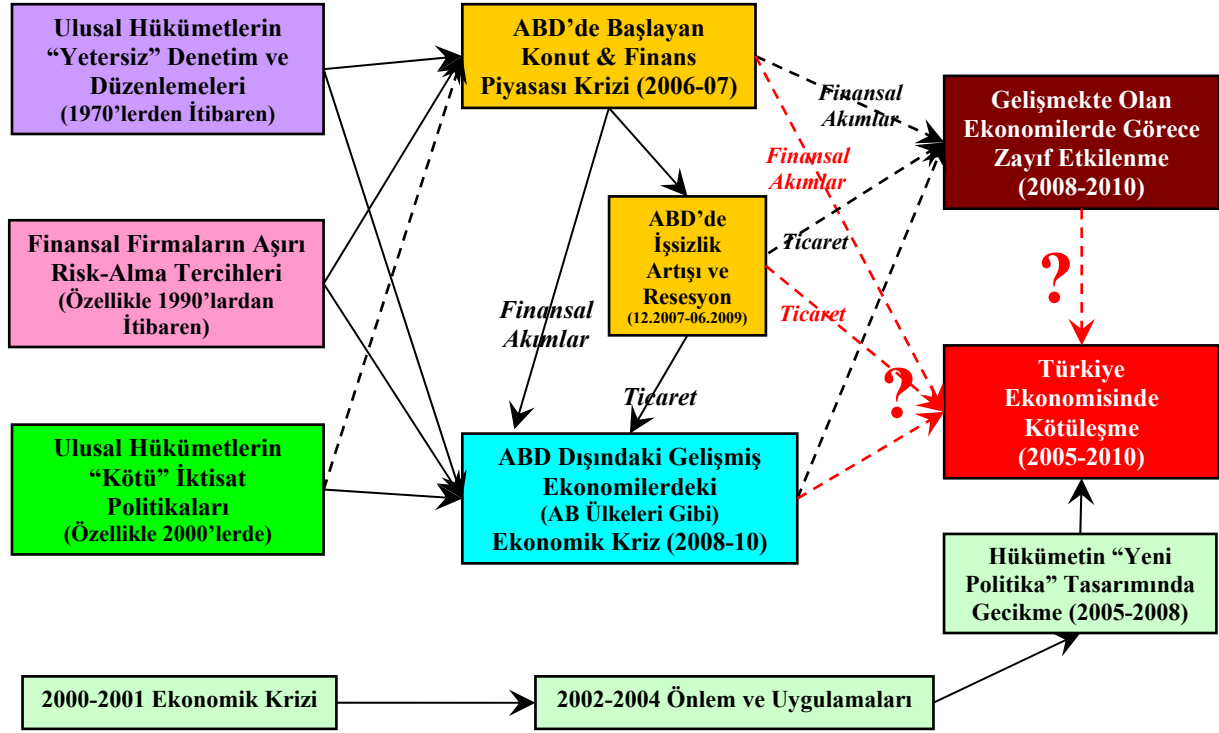 Ulusal Hükümetlerin
“Yetersiz” Denetim ve
Düzenlemeleri
(1970’lerden İtibaren)
ABD’de Başlayan
Konut & Finans
Piyasası Krizi (2006-07)
Finansal
Akımlar
Gelişmekte Olan
Ekonomilerde Görece
Zayıf Etkilenme
(2008-2010)
Finansal
Akımlar
Finansal Firmaların Aşırı
Risk-Alma Tercihleri
(Özellikle 1990’lardan
İtibaren)
ABD’de
İşsizlik
Artışı ve
Resesyon
(12.2007-06.2009)
Ticaret
?
Finansal
Akımlar
Ticaret
?
Ticaret
Türkiye
Ekonomisinde
Kötüleşme
(2005-2010)
Ulusal Hükümetlerin
“Kötü” İktisat
Politikaları
(Özellikle 2000’lerde)
ABD Dışındaki Gelişmiş
Ekonomilerdeki
(AB Ülkeleri Gibi)
Ekonomik Kriz (2008-10)
Hükümetin “Yeni
Politika” Tasarımında
Gecikme (2005-2008)
2000-2001 Ekonomik Krizi
2002-2004 Önlem ve Uygulamaları